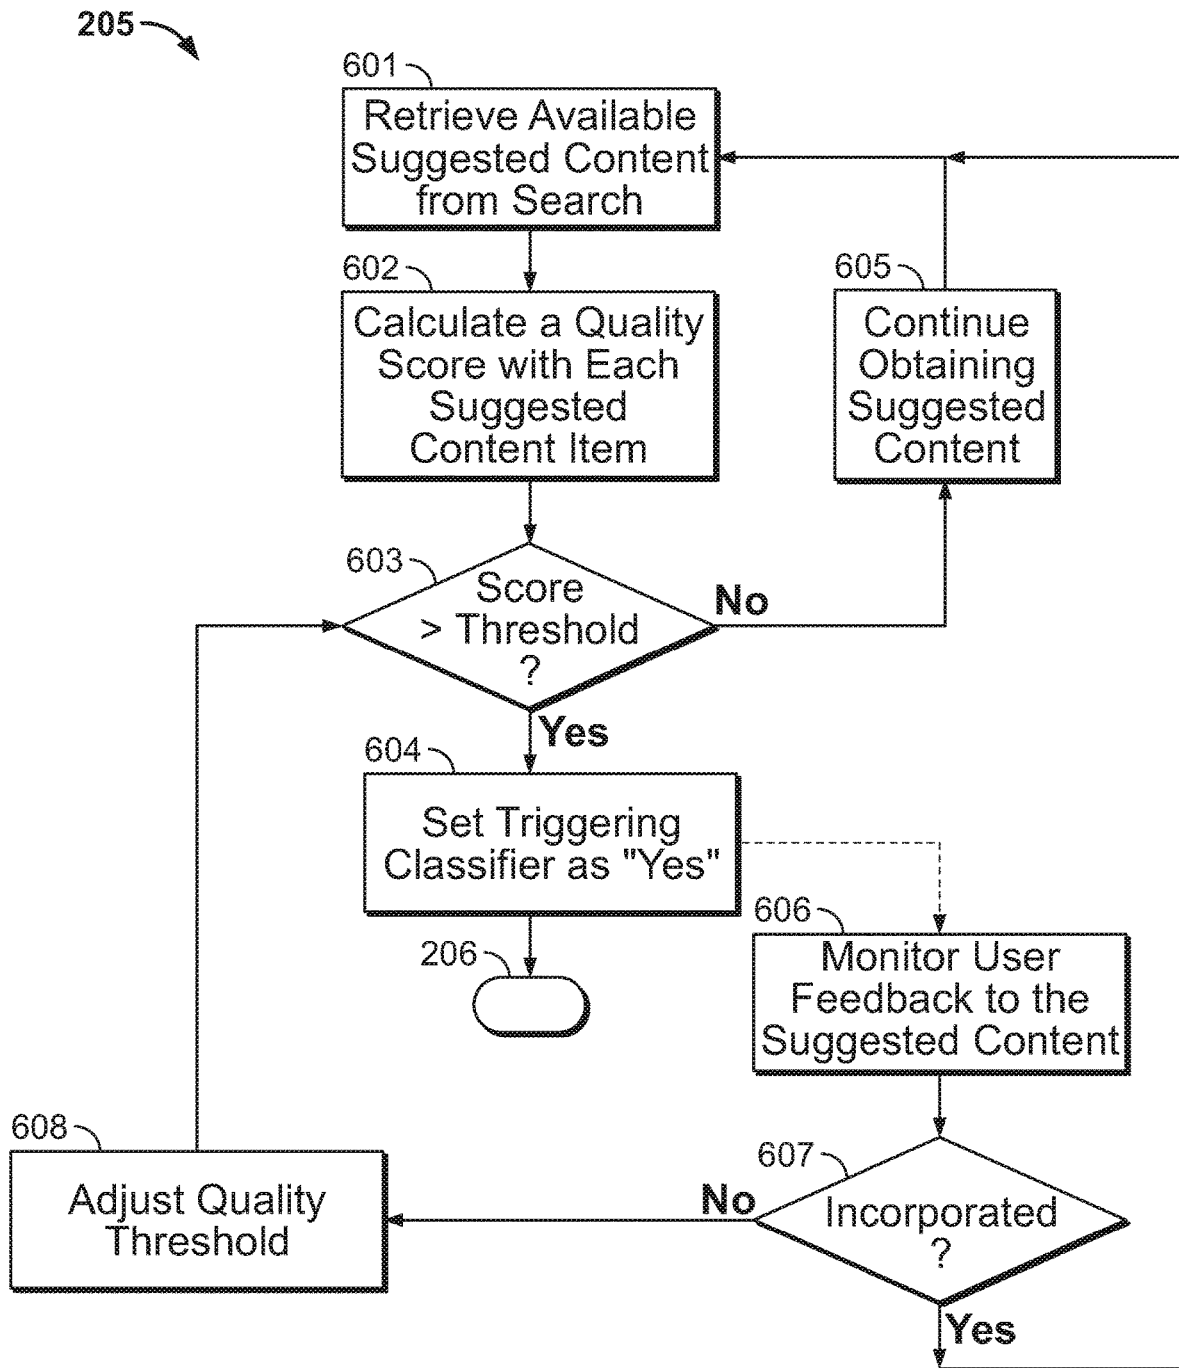 205
601
Retrieve Available
Suggested Content
from Search
602
Calculate a Quality
Score with Each
Suggested
Content Item
605
Continue
Obtaining
Suggested
Content
603
Score
> Threshold
?
No
Yes
604
Set Triggering
Classifier as "Yes"
206
606
Monitor User
Feedback to the
Suggested Content
607
Incorporated
?
No
608
Adjust Quality
Threshold
Yes